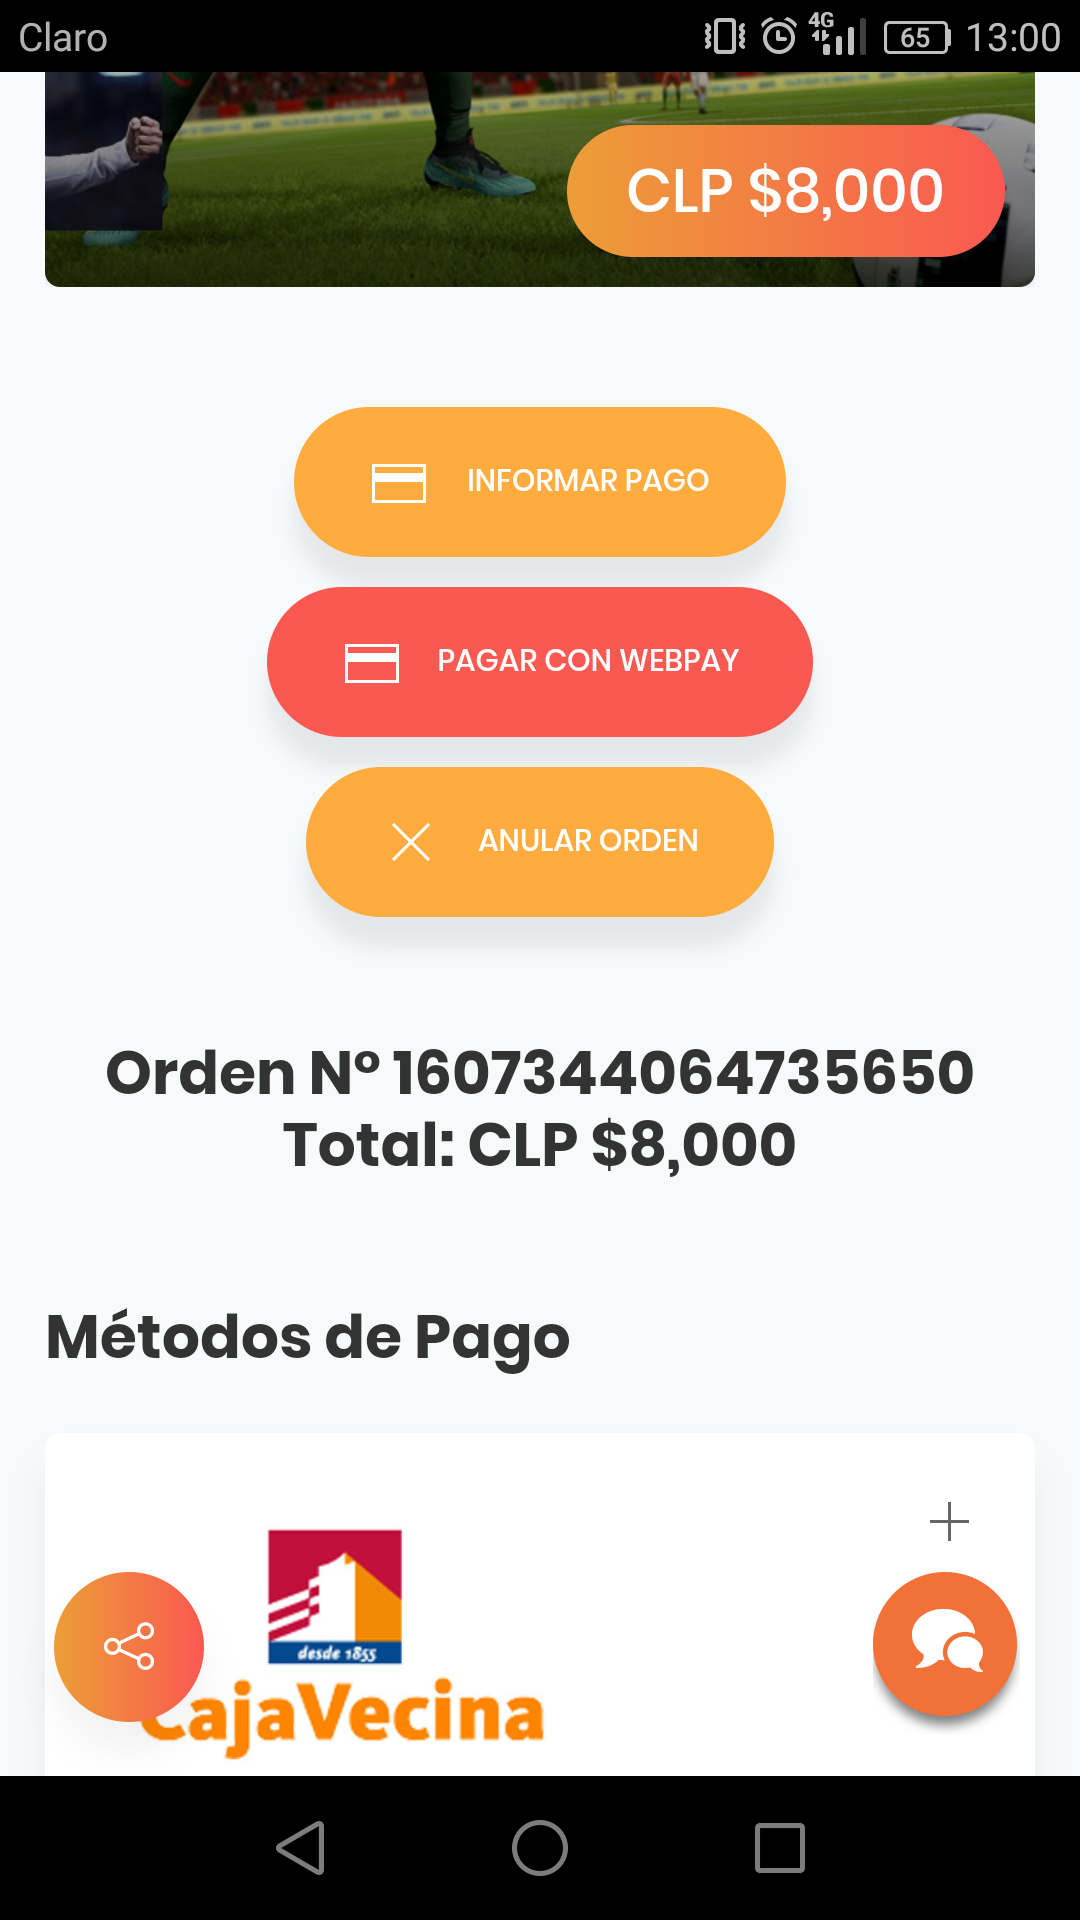 Claro
4G
65
13:00
CLP $8,000
INFORMAR PAGO
PAGAR CON WEBPAY
ANULAR ORDEN
Orden N° 1607344064735650
Total: CLP $8,000
Métodos de Pago
desde 1855
CajaVecina